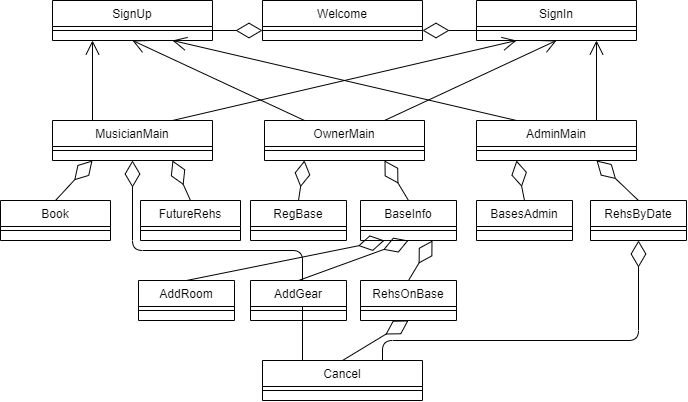 SignUp
Welcome
SignIn
MusicianMain
OwnerMain
AdminMain
Book
FutureRehs
RegBase
BaseInfo
BasesAdmin
RehsByDate
AddRoom
AddGear
RehsOnBase
Cancel